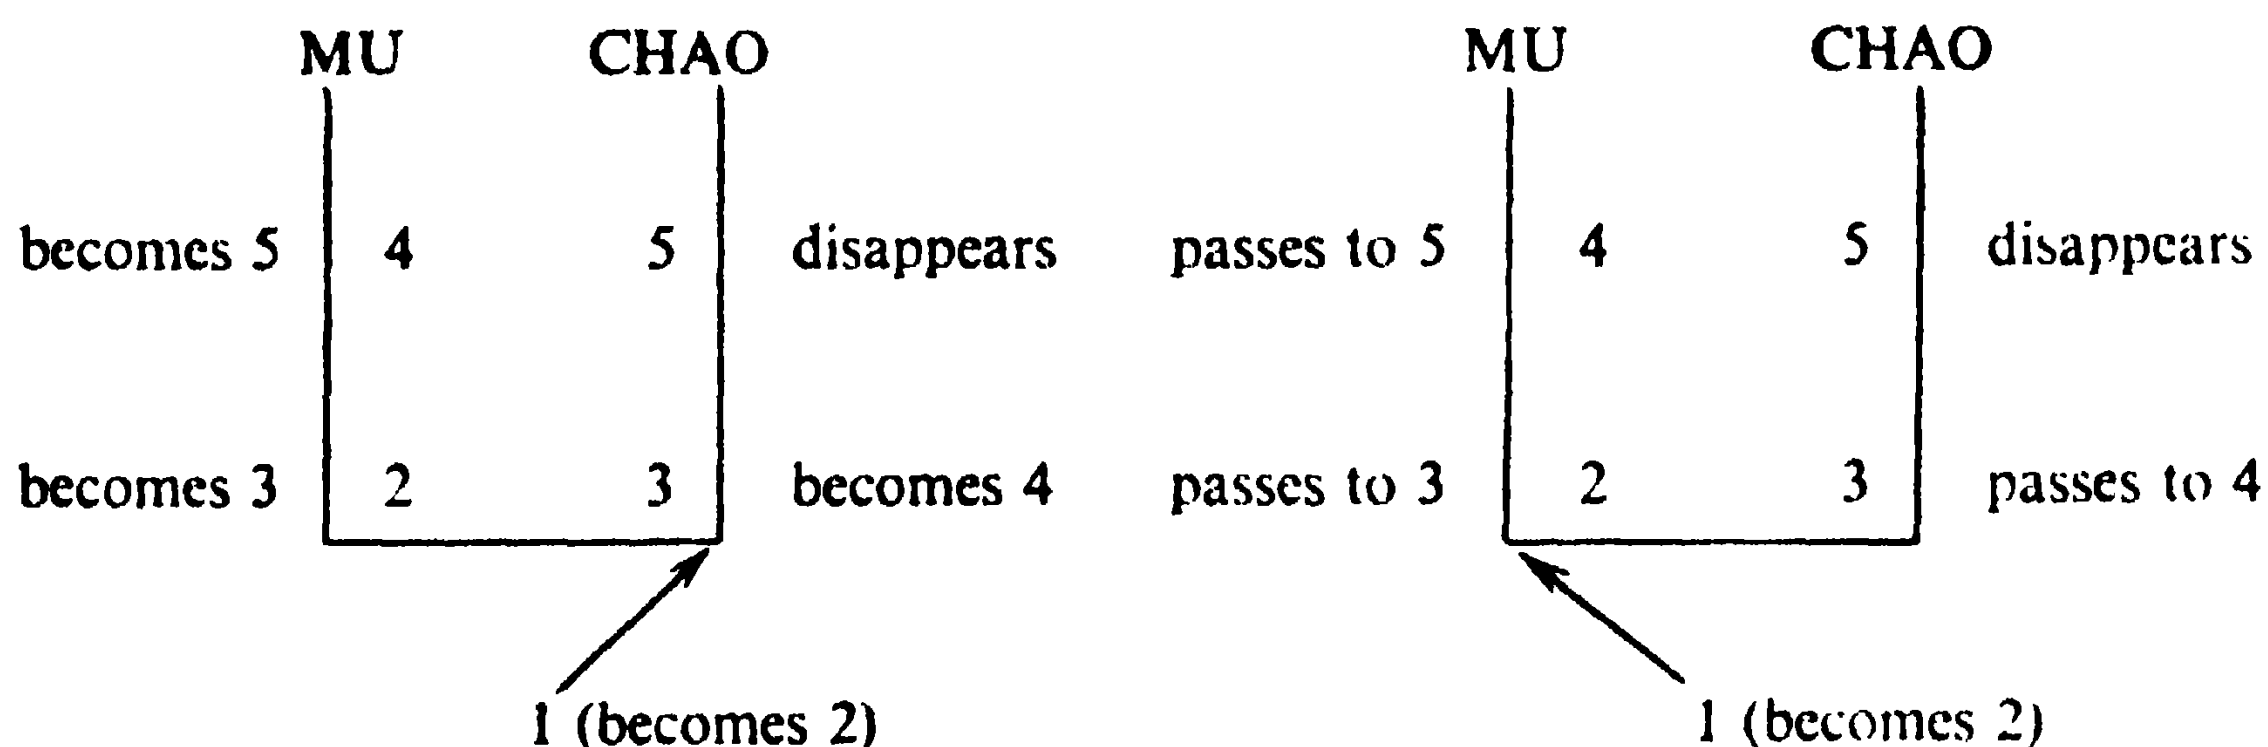 MU CHAO MU CHAO
becomes 5 4 5 disappears passes to 5 4 5 disappears
becomes 3 2 3 becomes 4 passes to 3 2 3 passes to 4
1 (becomes 2) 1 (becomes 2)